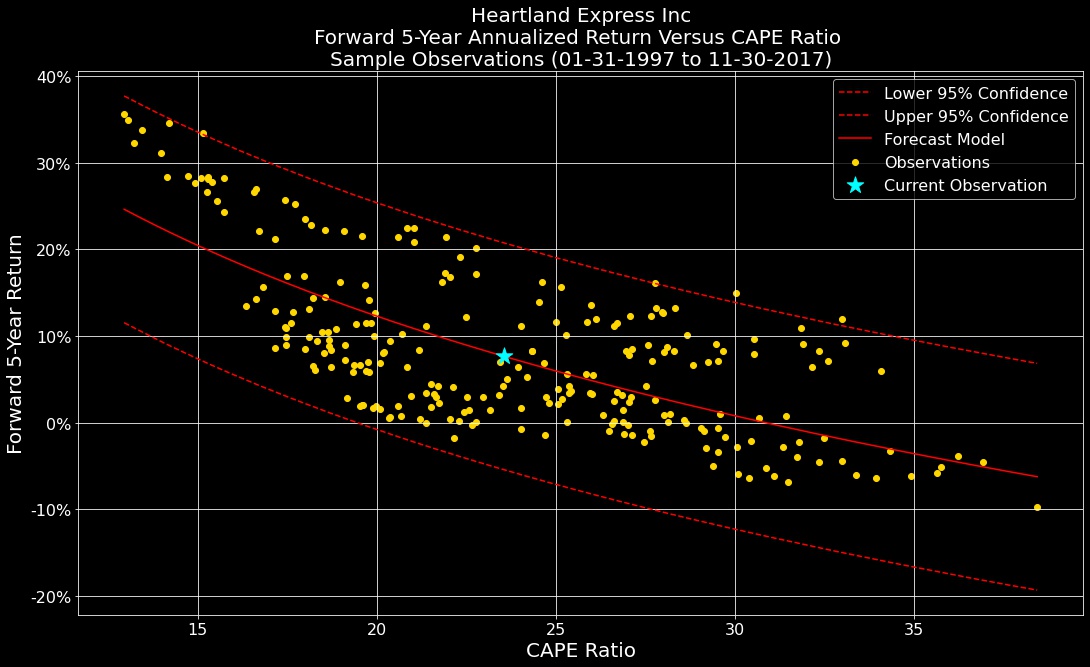 Heartland Express Inc
Forward 5-Year Annualized Return Versus CAPE Ratio
Sample Observations (01-31-1997 to 11-30-2017)
Lower 95% Confidence
Upper 95% Confidence
Forecast Model
Observations
Current Observation
Forward 5-Year Return
40%
30%
20%
10%
0%
-10%
-20%
15 20 25 30 35
CAPE Ratio